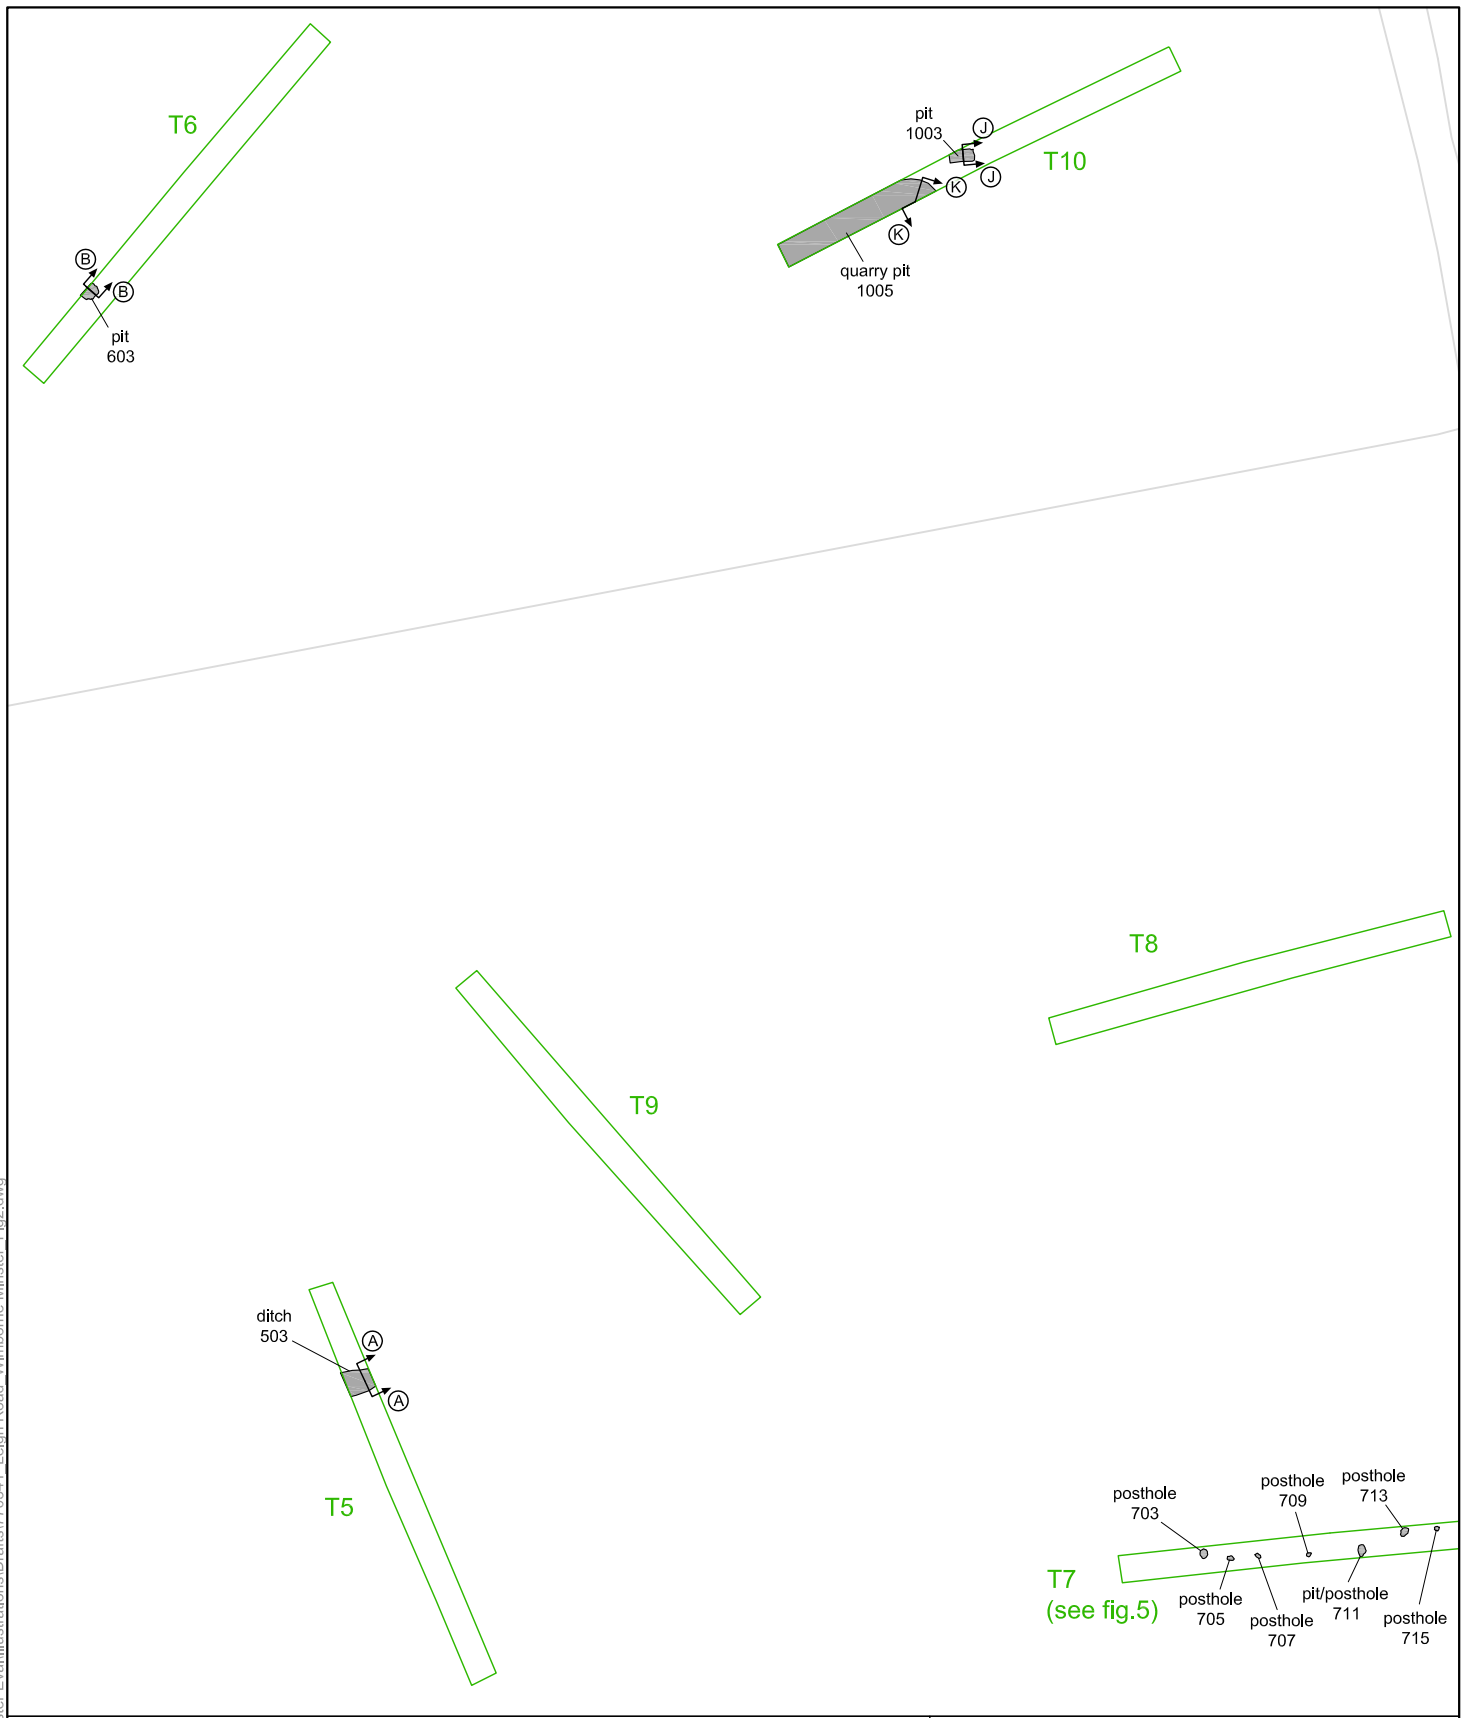 T6
pit
1003
J
T10
J
K
K
quarry pit
1005
B
B
pit
603
T8
T9
ditch
503
A
A
T5
posthole
703
posthole
709
posthole
713
T7
(see fig.5)
posthole
705
posthole
707
pit/posthole
711
posthole
715